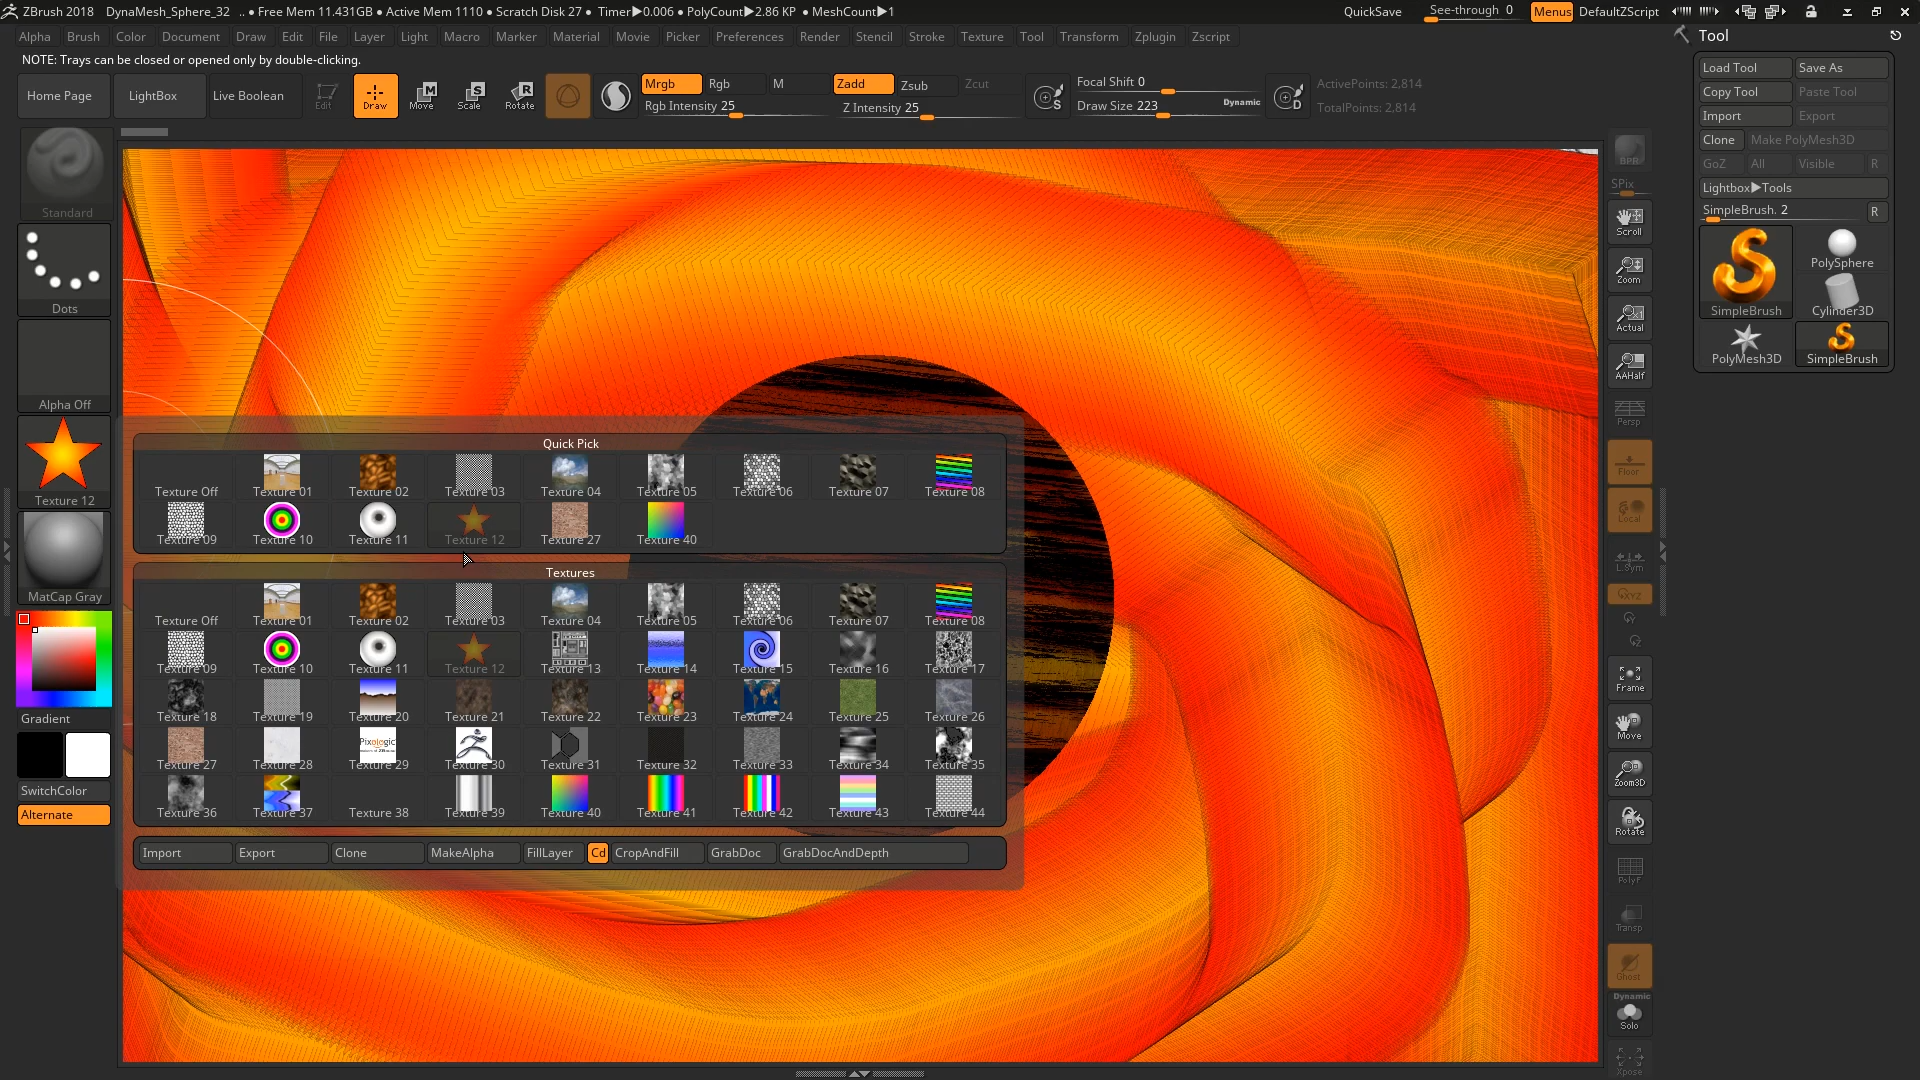 ZBrush 2018 DynaMesh_Sphere_32 .. • Free Mem 11.431GB • Active Mem 1110 • Scratch Disk 27 • Timer▶0.006 • PolyCount▶2.86 KP • MeshCount▶1 QuickSave See-through 0 Menus DefaultZScript
Alpha Brush Color Document Draw Edit File Layer Light Macro Marker Material Movie Picker Preferences Render Stencil Stroke Texture Tool Transform Zplugin Zscript
NOTE: Trays can be closed or opened only by double-clicking.
Home Page LightBox Live Boolean Edit Draw Move Scale Rotate
Mrgb Rgb M Zadd Zsub Zcut
Rgb Intensity 25 Z Intensity 25
S Focal Shift 0
Draw Size 223 Dynamic D
ActivePoints: 2,814
TotalPoints: 2,814
Standard
Dots
Alpha Off
Texture 12
MatCap Gray
Gradient
SwitchColor
Alternate
Quick Pick
Texture Off Texture 01 Texture 02 Texture 03 Texture 04 Texture 05 Texture 06 Texture 07 Texture 08
Texture 09 Texture 10 Texture 11 Texture 12 Texture 27 Texture 40
Textures
Texture Off Texture 01 Texture 02 Texture 03 Texture 04 Texture 05 Texture 06 Texture 07 Texture 08
Texture 09 Texture 10 Texture 11 Texture 12 Texture 13 Texture 14 Texture 15 Texture 16 Texture 17
Texture 18 Texture 19 Texture 20 Texture 21 Texture 22 Texture 23 Texture 24 Texture 25 Texture 26
Pixologic
Texture 27 Texture 28 Texture 29 Texture 30 Texture 31 Texture 32 Texture 33 Texture 34 Texture 35
Texture 36 Texture 37 Texture 38 Texture 39 Texture 40 Texture 41 Texture 42 Texture 43 Texture 44
Import Export Clone MakeAlpha FillLayer Cd CropAndFill GrabDoc GrabDocAndDepth
BPR
SPix
Scroll
Zoom
Actual
AAHalf
Persp
Floor
Local
L.Sym
XYZ
Frame
Move
Zoom3D
Rotate
PolyF
Transp
Ghost
Dynamic
Solo
Xpose
Tool
Load Tool Save As
Copy Tool Paste Tool
Import Export
Clone Make PolyMesh3D
GoZ All Visible R
Lightbox▶Tools
SimpleBrush. 2 R
SimpleBrush PolySphere
Cylinder3D
PolyMesh3D SimpleBrush